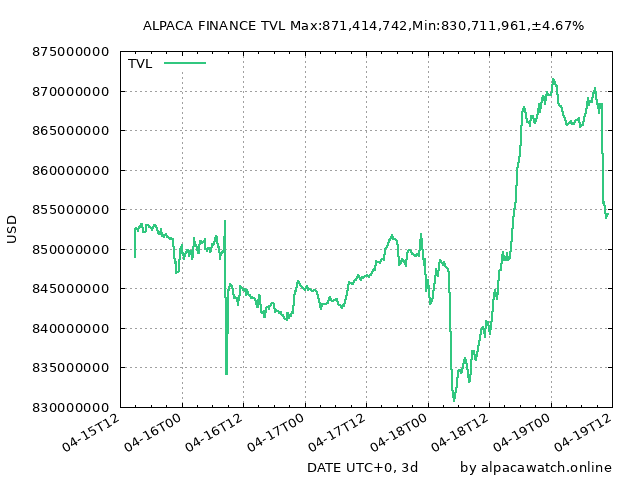 ALPACA FINANCE TVL Max:871,414,742,Min:830,711,961,±4.67%
TVL
875000000
870000000
865000000
860000000
855000000
850000000
845000000
840000000
835000000
830000000
USD
04-15T12
04-16T00
04-16T12
04-17T00
04-17T12
04-18T00
04-18T12
04-19T00
04-19T12
DATE UTC+0, 3d
by alpacawatch.online